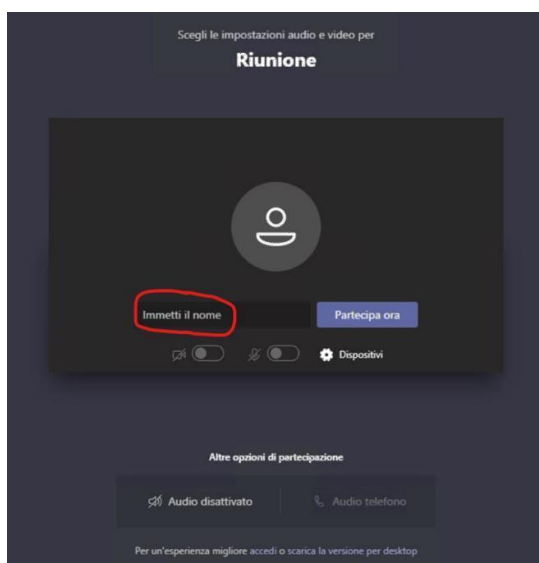 Scegli le impostazioni audio e video per
Riunione
Immetti il nome
Partecipa ora
Dispositivi
Altre opzioni di partecipazione
Audio disattivato
Audio telefono
Per un'esperienza migliore accedi o scarica la versione per desktop